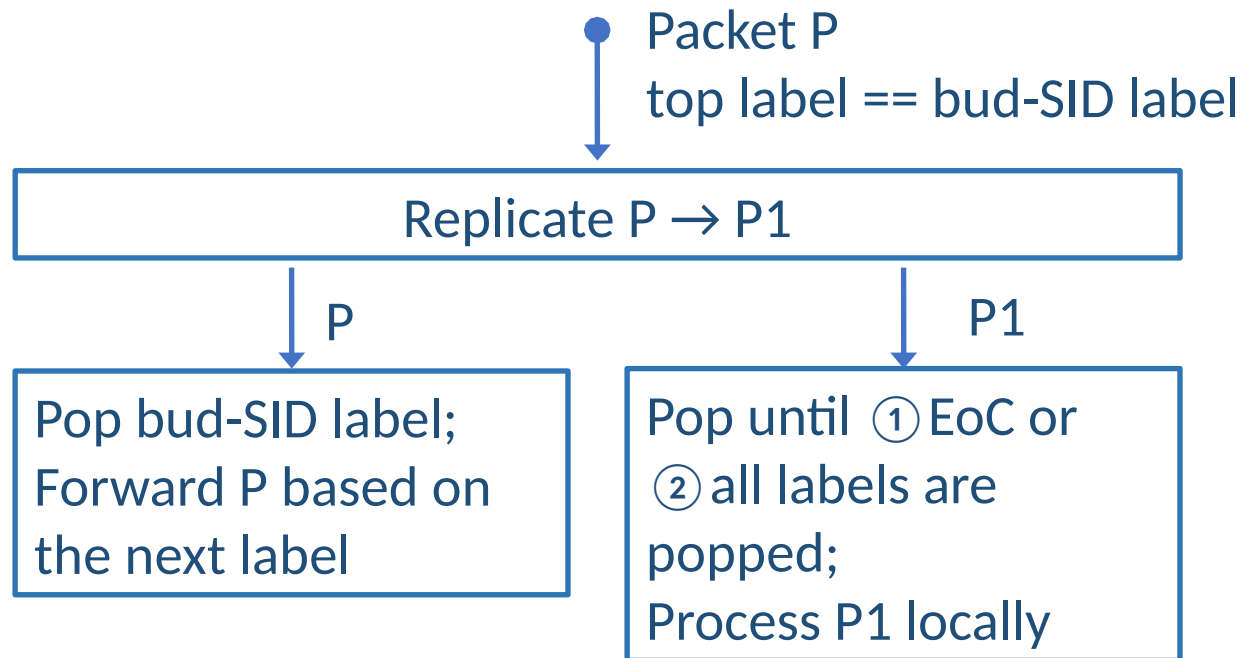 Packet P
top label == bud-SID label
Replicate P → P1
P
P1
Pop bud-SID label;
Forward P based on
the next label
Pop until ① EoC or
② all labels are
popped;
Process P1 locally